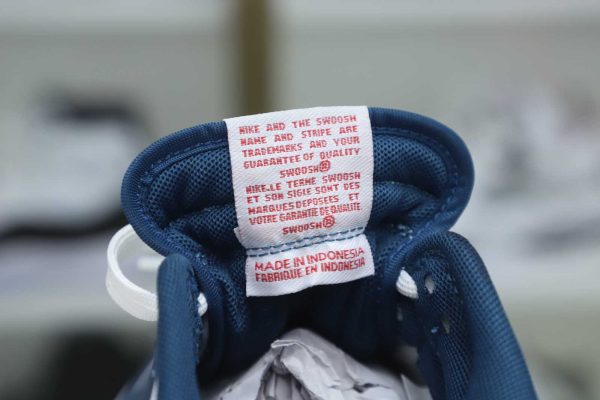 NIKE AND THE SWOOSH
NAME AND STRIPE ARE
TRADEMARKS AND YOUR
GUARANTEE OF QUALITY
SWOOSH®
NIKE.LE TERME SWOOSH
ET SON SIGLE SONT DES
MARQUES DEPOSEES ET
VOTRE GARANTIE DE QUALITE.
SWOOSH®
MADE IN INDONESIA
FABRIQUE EN INDONESIA